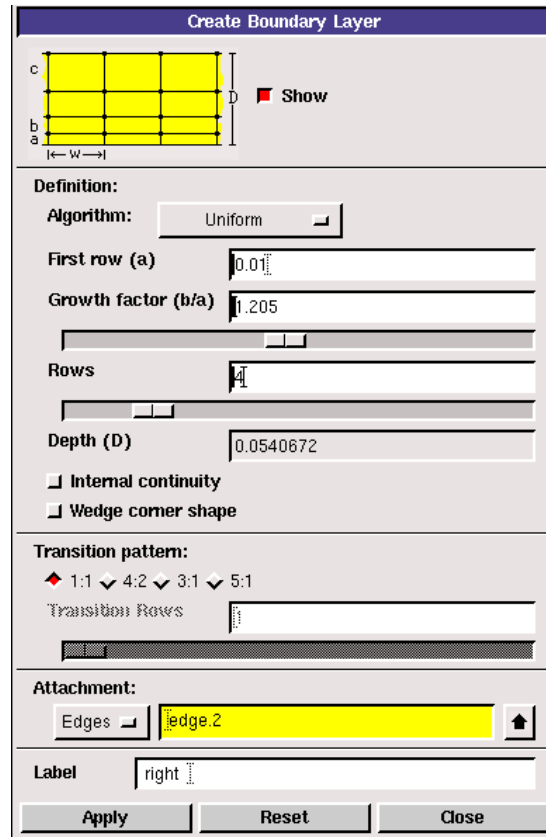 Create Boundary Layer
c
D
Show
b
a
W
Definition:
Algorithm: Uniform
First row (a) 0.01
Growth factor (b/a) 1.205
Rows 4
Depth (D) 0.0540672
Internal continuity
Wedge corner shape
Transition pattern:
1:1 4:2 3:1 5:1
Transition Rows 1
Attachment:
Edges edge.2
Label right
Apply Reset Close